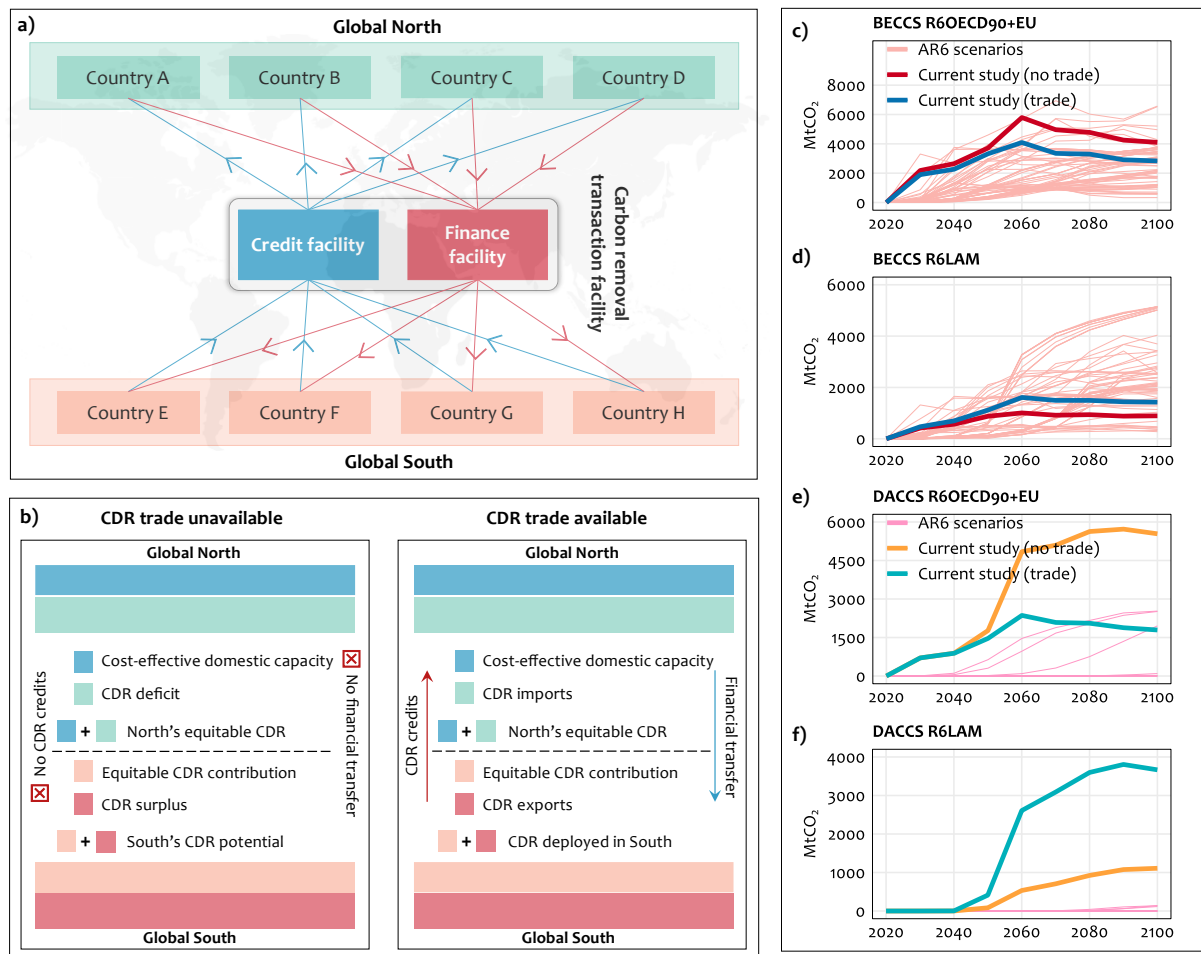 a)
Global North
Country A
Country B
Country C
Country D
Credit facility
Finance
facility
Carbon removal
transaction facility
Country E
Country F
Country G
Country H
Global South
b)
CDR trade unavailable
Global North
Cost-effective domestic capacity
CDR deficit
+ North's equitable CDR
Equitable CDR contribution
CDR surplus
+ South's CDR potential
No CDR credits
No financial transfer
Global South
CDR trade available
Global North
Cost-effective domestic capacity
CDR imports
+ North's equitable CDR
Equitable CDR contribution
CDR exports
+ CDR deployed in South
CDR credits
Financial transfer
Global South
c)
BECCS R6OECD90+EU
AR6 scenarios
Current study (no trade)
Current study (trade)
MtCO₂
8000
6000
4000
2000
0
2020 2040 2060 2080 2100
d)
BECCS R6LAM
MtCO₂
6000
4000
2000
0
2020 2040 2060 2080 2100
e)
DACCS R6OECD90+EU
AR6 scenarios
Current study (no trade)
Current study (trade)
MtCO₂
6000
4500
3000
1500
0
2020 2040 2060 2080 2100
f)
DACCS R6LAM
MtCO₂
4000
3000
2000
1000
0
2020 2040 2060 2080 2100